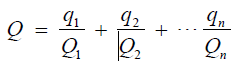 Q = q₁/Q₁ + q₂/Q₂ + ⋯ qₙ/Qₙ